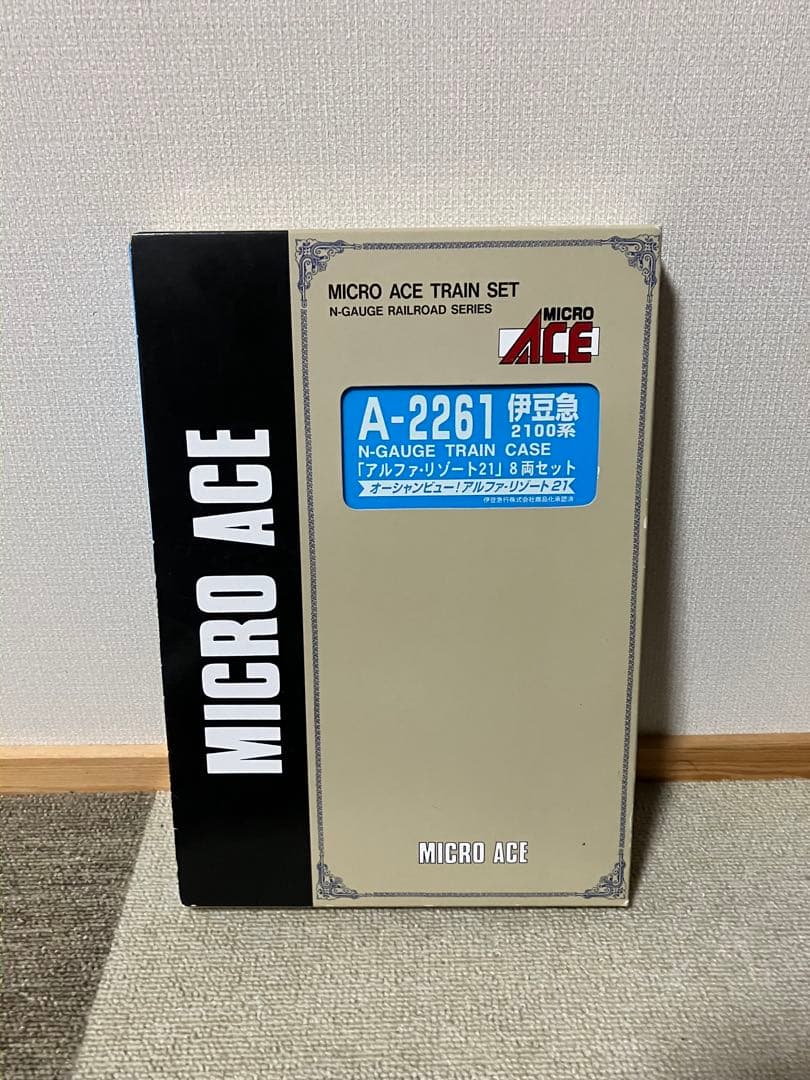 MICRO ACE
MICRO ACE TRAIN SET
N-GAUGE RAILROAD SERIES
MICRO
ACE
A-2261 伊豆急
2100系
N-GAUGE TRAIN CASE
「アルファ・リゾート21」8両セット
オーシャンビュー!アルファ・リゾート21
伊豆急行株式会社商品化承認済
MICRO ACE